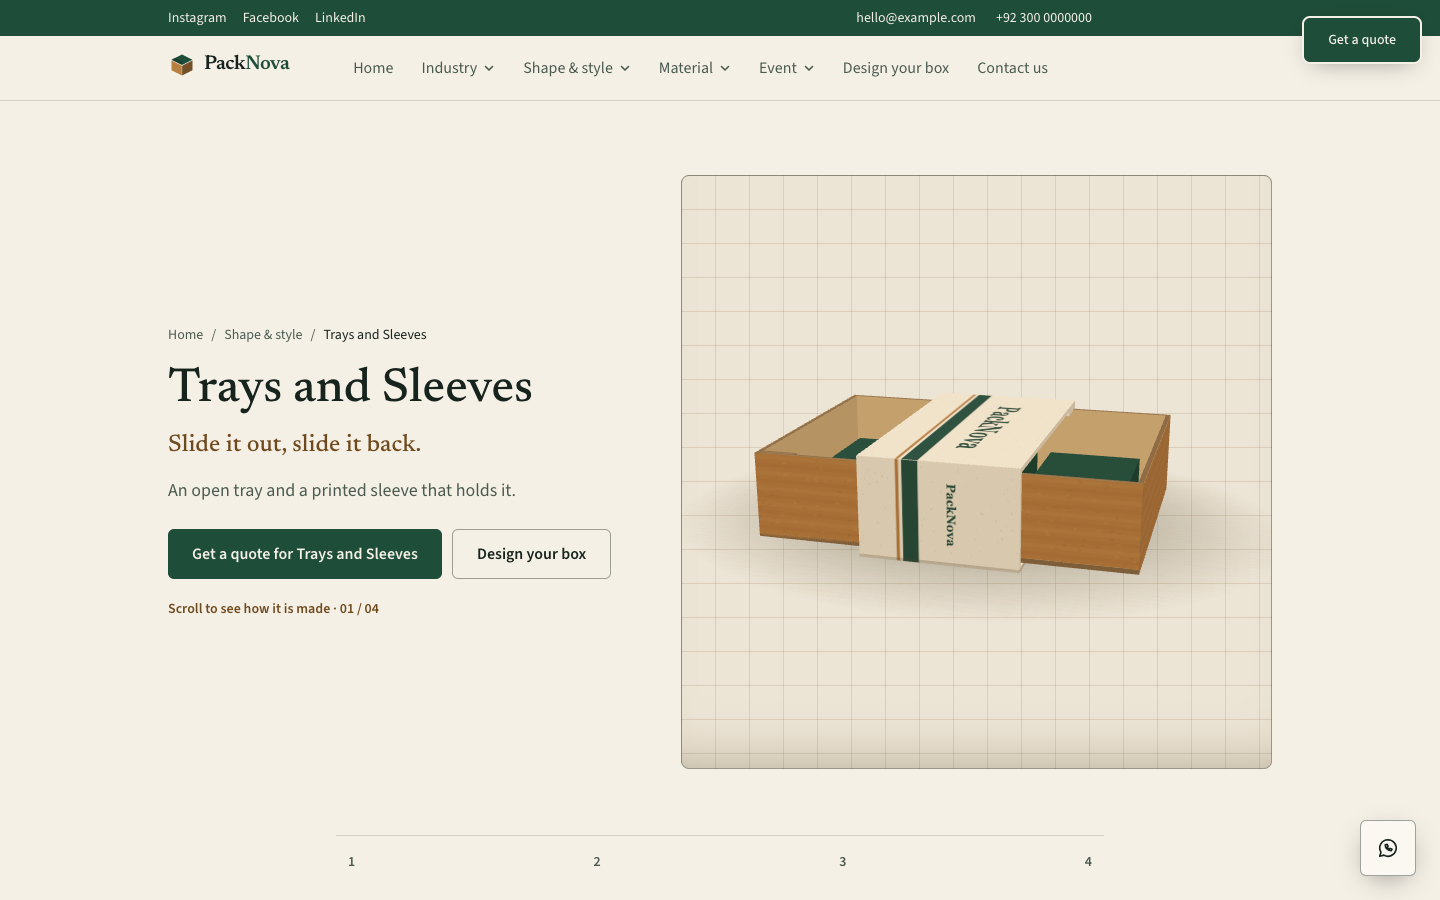 Instagram Facebook LinkedIn hello@example.com +92 300 0000000
Get a quote
PackNova Home Industry Shape & style Material Event Design your box Contact us
Home / Shape & style / Trays and Sleeves
Trays and Sleeves
Slide it out, slide it back.
An open tray and a printed sleeve that holds it.
Get a quote for Trays and Sleeves Design your box
Scroll to see how it is made · 01 / 04
PackNova
PackNova
1 2 3 4